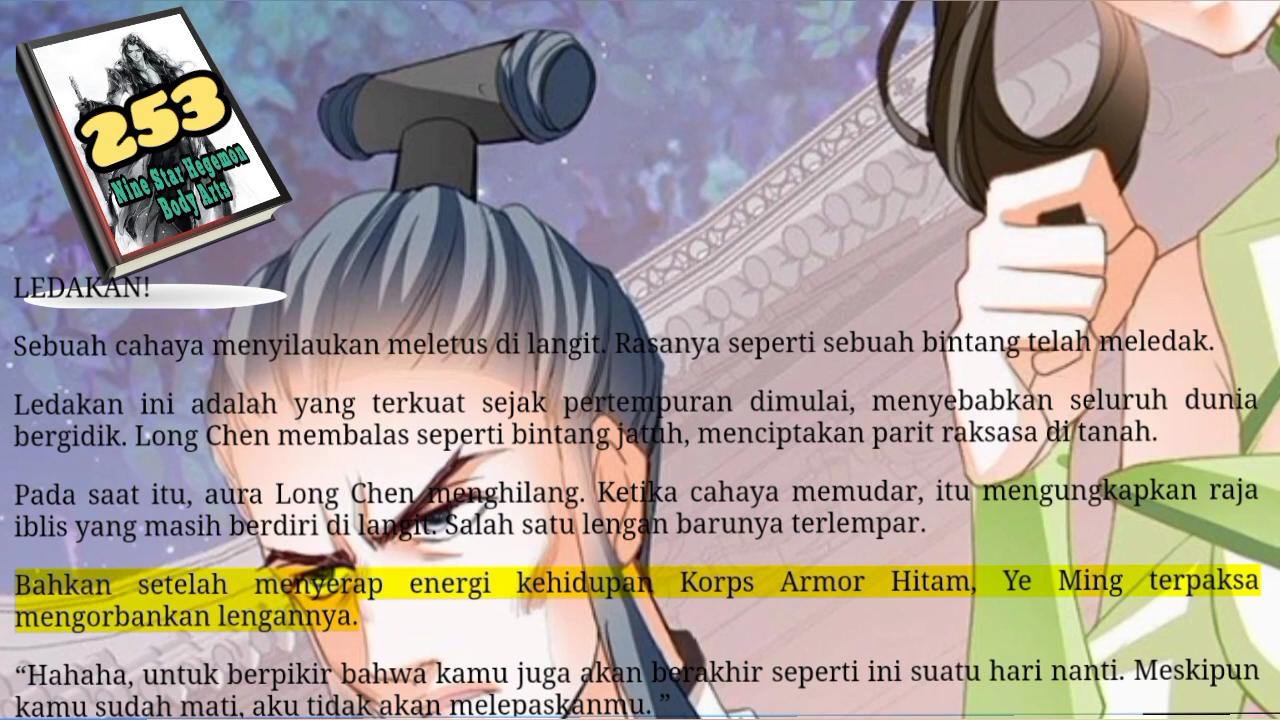 253
Nine Star Hegemon
Body Arts
LEDAKAN!
Sebuah cahaya menyilaukan meletus di langit. Rasanya seperti sebuah bintang telah meledak.
Ledakan ini adalah yang terkuat sejak pertempuran dimulai, menyebabkan seluruh dunia
bergidik. Long Chen membalas seperti bintang jatuh, menciptakan parit raksasa di tanah.
Pada saat itu, aura Long Chen menghilang. Ketika cahaya memudar, itu mengungkapkan raja
iblis yang masih berdiri di langit. Salah satu lengan barunya terlempar.
Bahkan setelah menyerap energi kehidupan Korps Armor Hitam, Ye Ming terpaksa
mengorbankan lengannya.
“Hahaha, untuk berpikir bahwa kamu juga akan berakhir seperti ini suatu hari nanti. Meskipun
kamu sudah mati, aku tidak akan melepaskanmu. ”